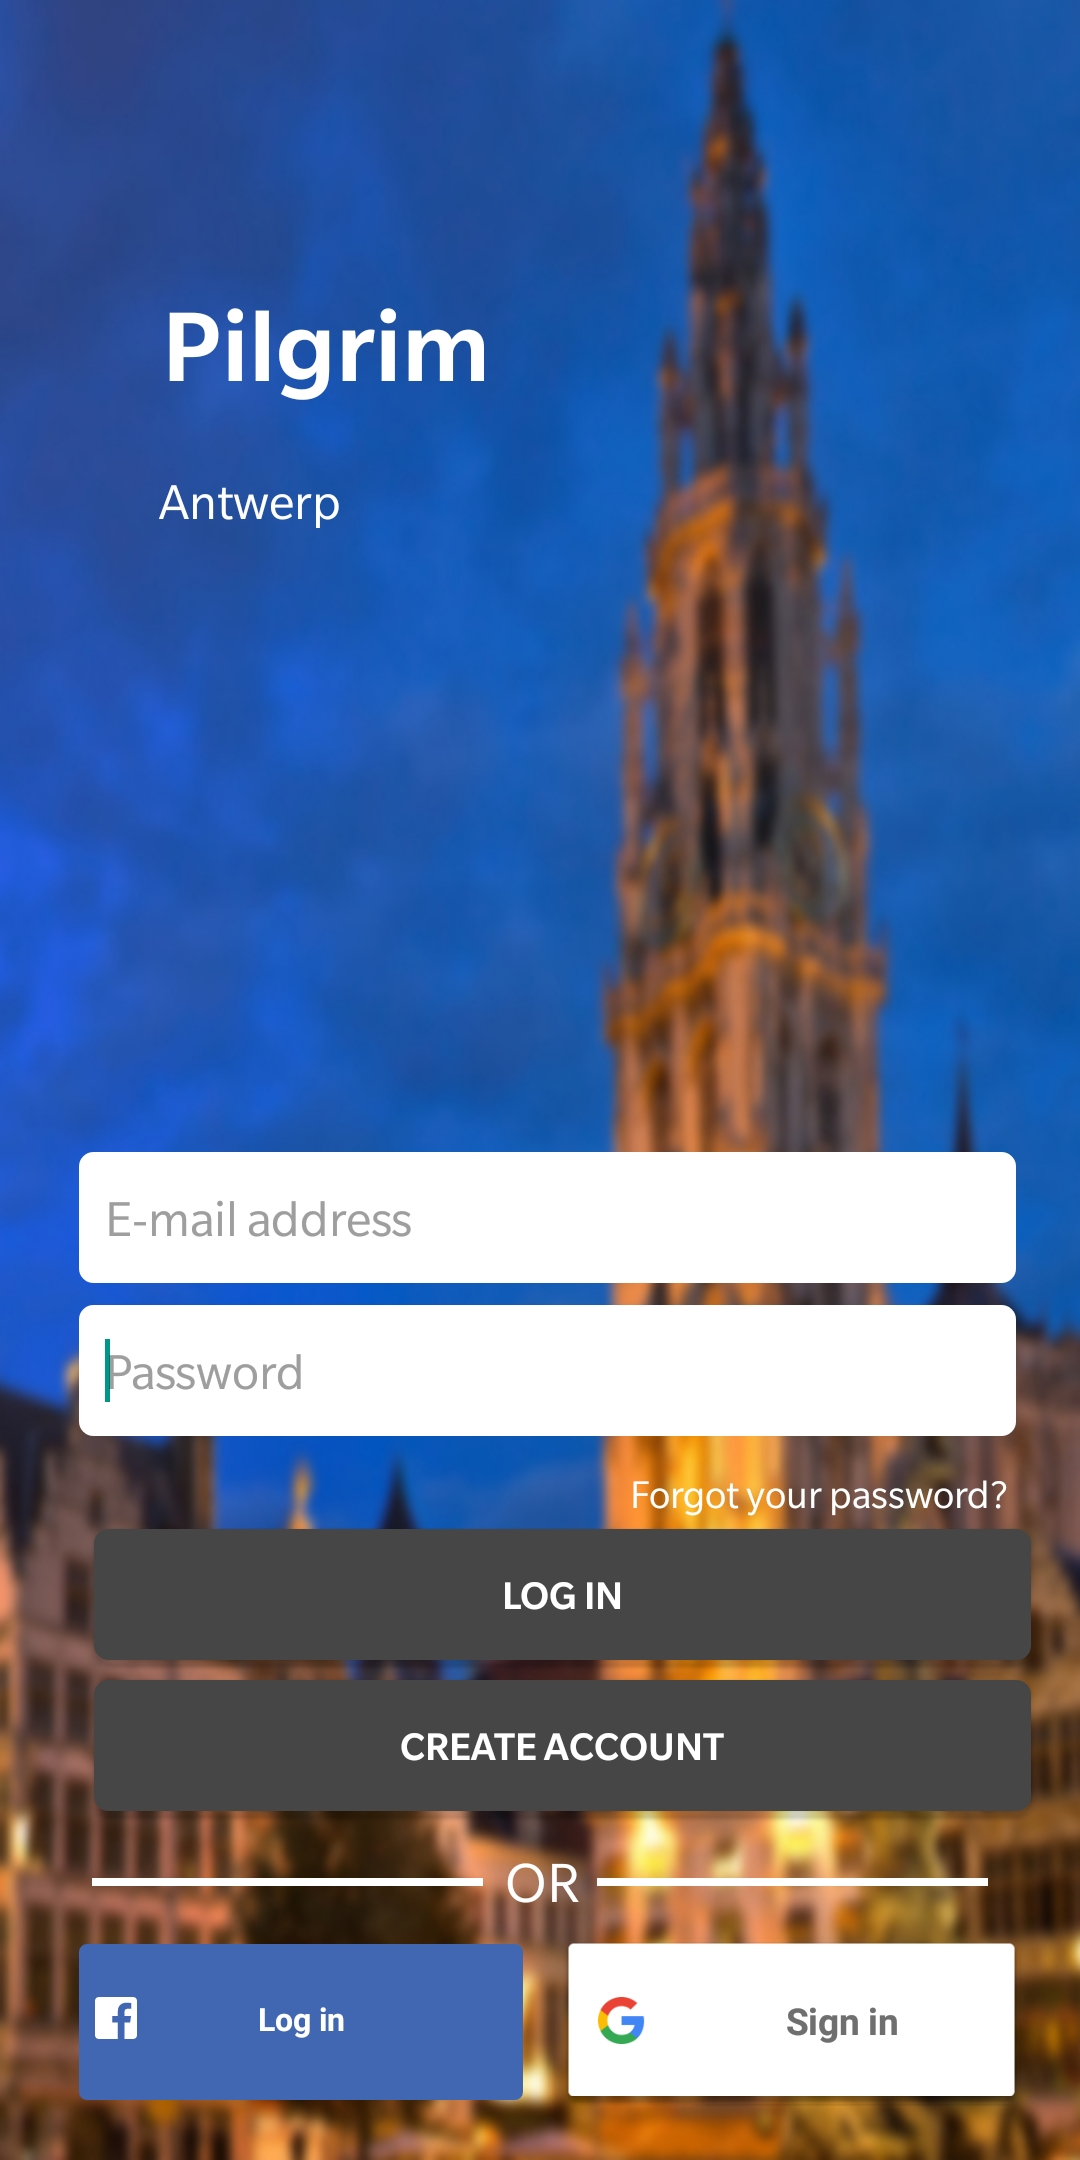 Pilgrim
Antwerp
E-mail address
Password
Forgot your password?
LOG IN
CREATE ACCOUNT
OR
Log in
Sign in